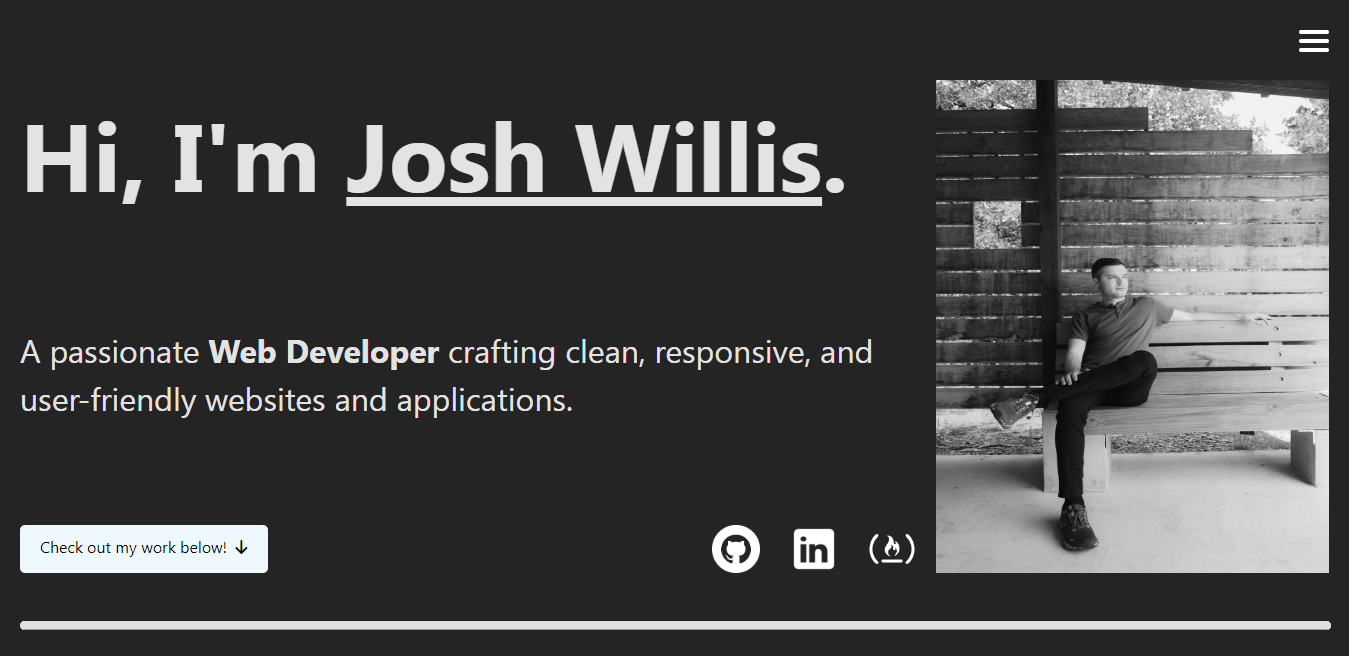 Hi, I'm Josh Willis.
A passionate Web Developer crafting clean, responsive, and
user-friendly websites and applications.
Check out my work below! ↓
in